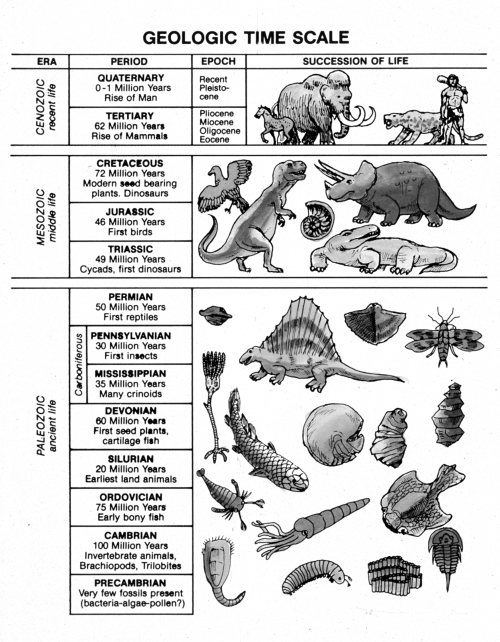 GEOLOGIC TIME SCALE
ERA PERIOD EPOCH SUCCESSION OF LIFE
CENOZOIC
recent life
QUATERNARY
0-1 Million Years
Rise of Man
Recent
Pleisto-
cene
TERTIARY
62 Million Years
Rise of Mammals
Pliocene
Miocene
Oligocene
Eocene
MESOZOIC
middle life
CRETACEOUS
72 Million Years
Modern seed bearing
plants. Dinosaurs
JURASSIC
46 Million Years
First birds
TRIASSIC
49 Million Years
Cycads, first dinosaurs
PALEOZOIC
ancient life
PERMIAN
50 Million Years
First reptiles
Carboniferous
PENNSYLVANIAN
30 Million Years
First insects
MISSISSIPPIAN
35 Million Years
Many crinoids
DEVONIAN
60 Million Years
First seed plants,
cartilage fish
SILURIAN
20 Million Years
Earliest land animals
ORDOVICIAN
75 Million Years
Early bony fish
CAMBRIAN
100 Million Years
Invertebrate animals,
Brachiopods, Trilobites
PRECAMBRIAN
Very few fossils present
(bacteria-algae-pollen?)